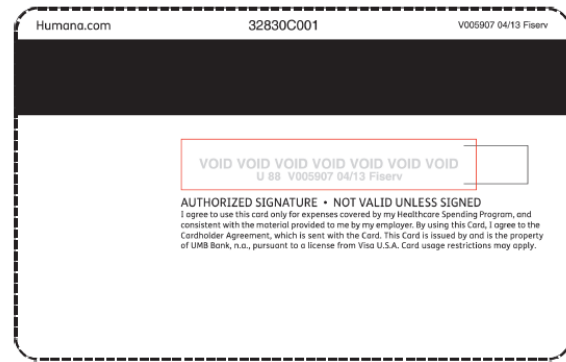 Humana.com 32830C001 V005907 04/13 Fiserv
VOID VOID VOID VOID VOID VOID VOID
U 88 V005907 04/13 Fiserv
AUTHORIZED SIGNATURE • NOT VALID UNLESS SIGNED
I agree to use this card only for expenses covered by my Healthcare Spending Program, and
consistent with the material provided to me by my employer. By using this Card, I agree to the
Cardholder Agreement, which is sent with the Card. This Card is issued by and is the property
of UMB Bank, n.a., pursuant to a license from Visa U.S.A. Card usage restrictions may apply.